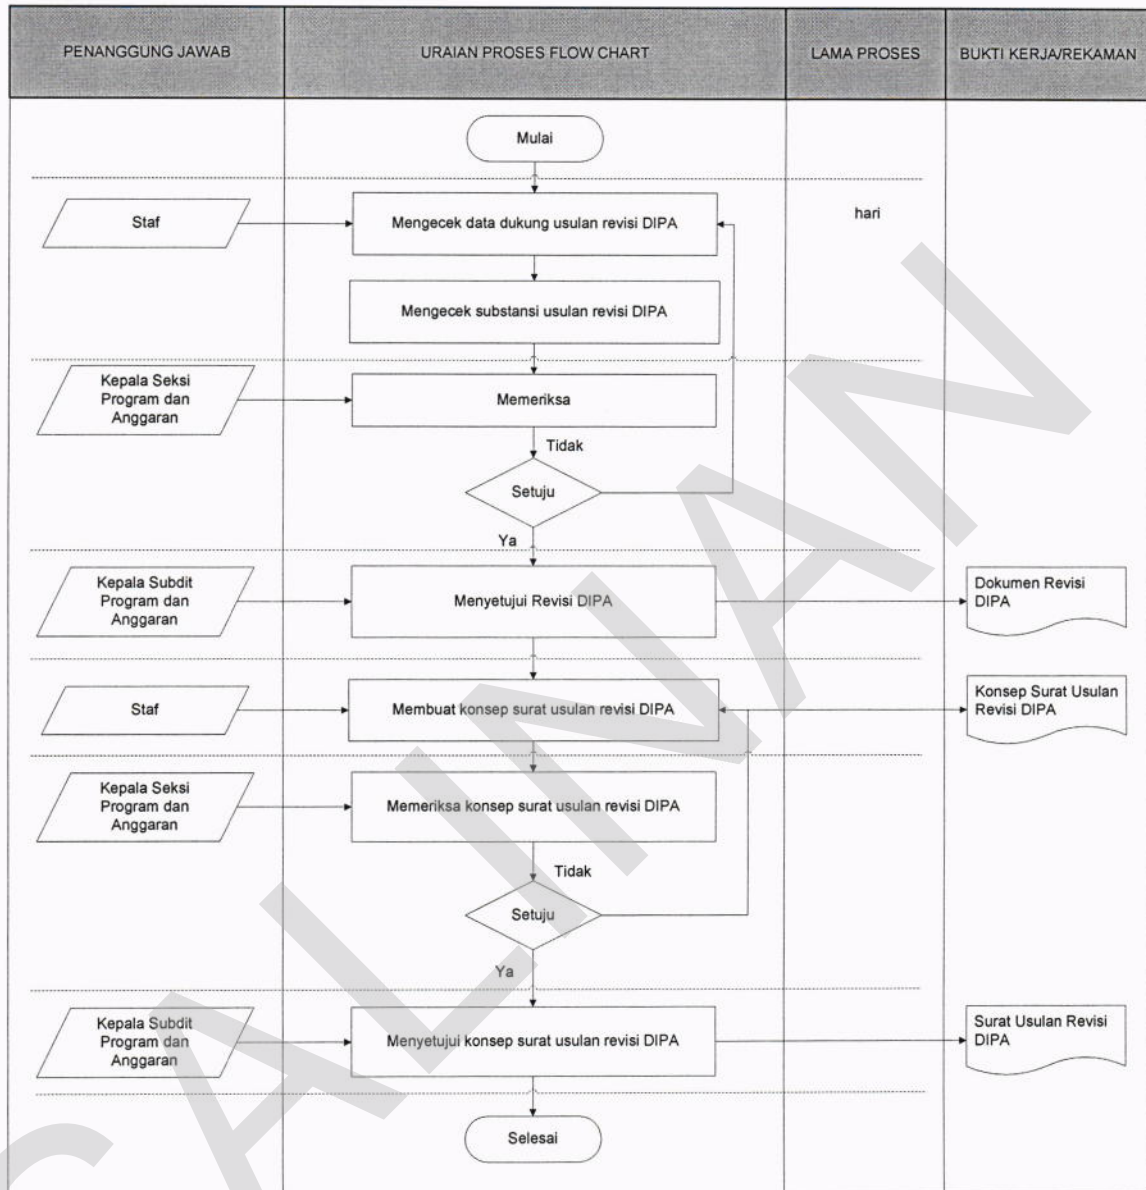 PENANGGUNG JAWAB
URAIAN PROSES FLOW CHART
LAMA PROSES
BUKTI KERJA/REKAMAN
Mulai
Staf
Mengecek data dukung usulan revisi DIPA
hari
Mengecek substansi usulan revisi DIPA
Kepala Seksi
Program dan
Anggaran
Memeriksa
Tidak
Setuju
Ya
Kepala Subdit
Program dan
Anggaran
Menyetujui Revisi DIPA
Dokumen Revisi
DIPA
Staf
Membuat konsep surat usulan revisi DIPA
Konsep Surat Usulan
Revisi DIPA
Kepala Seksi
Program dan
Anggaran
Memeriksa konsep surat usulan revisi DIPA
Tidak
Setuju
Ya
Kepala Subdit
Program dan
Anggaran
Menyetujui konsep surat usulan revisi DIPA
Surat Usulan Revisi
DIPA
Selesai
SALINAN